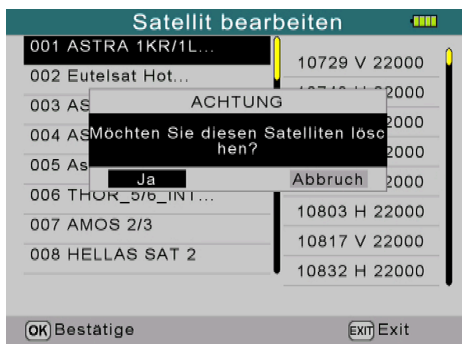 Satellit bearbeiten
001 ASTRA 1KR/1L...
002 Eutelsat Hot...
003 AS
004 AS
005 As
006 THOR_5/6_INT...
007 AMOS 2/3
008 HELLAS SAT 2
10729 V 22000
2000
2000
2000
2000
10803 H 22000
10817 V 22000
10832 H 22000
ACHTUNG
Möchten Sie diesen Satelliten lösc
hen?
Ja Abbruch
OK Bestätige
EXIT Exit